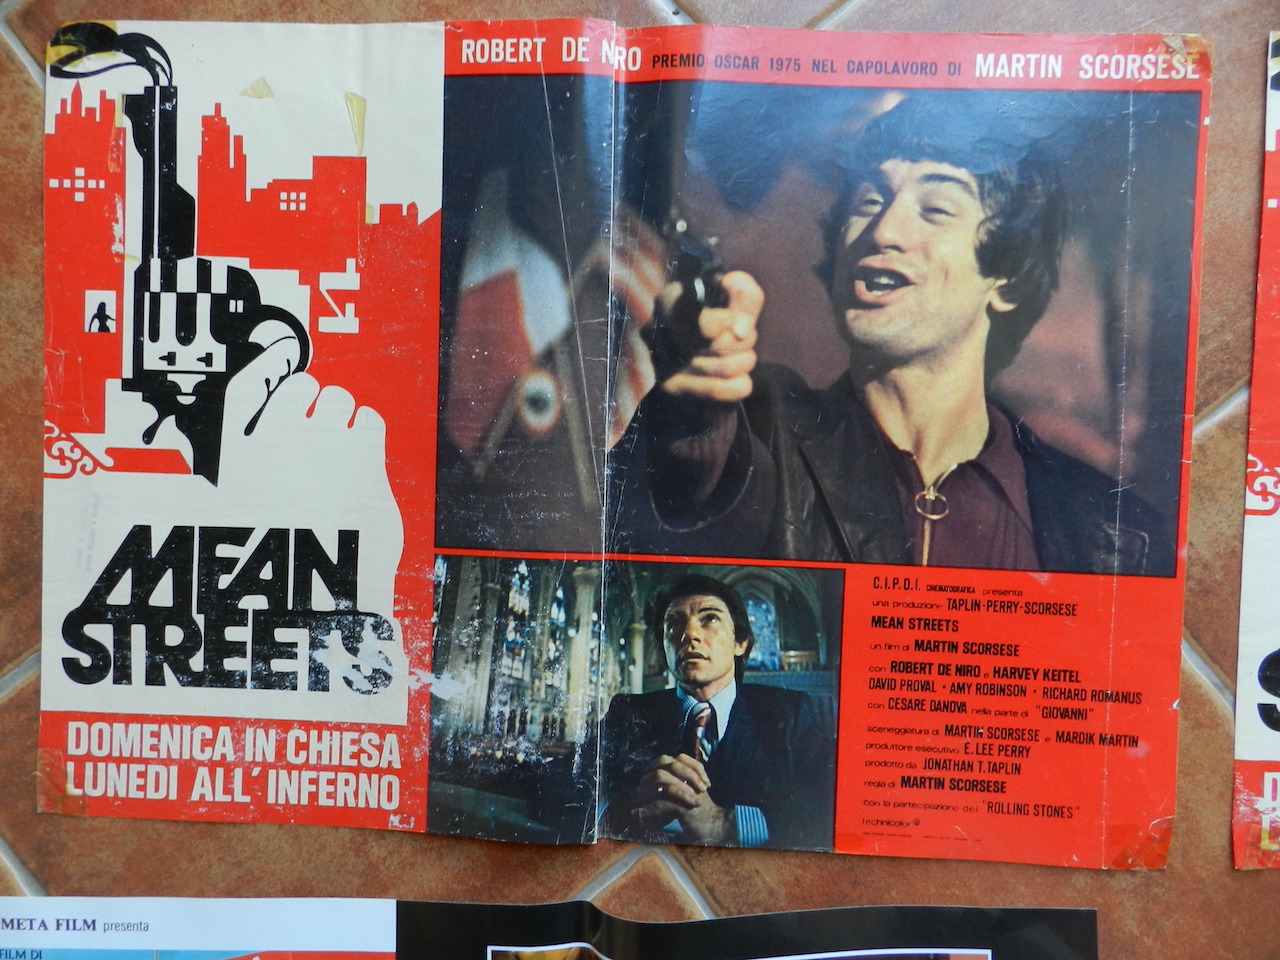 ROBERT DE NIRO PREMIO OSCAR 1975 NEL CAPOLAVORO DI MARTIN SCORSESE
MEAN
STREETS
DOMENICA IN CHIESA
LUNEDI ALL'INFERNO
C.I.P.D.I. CINEMATOGRAFICA presenta
una produzione TAPLIN-PERRY-SCORSESE
MEAN STREETS
un film di MARTIN SCORSESE
con ROBERT DE NIRO e HARVEY KEITEL
DAVID PROVAL • AMY ROBINSON • RICHARD ROMANUS
con CESARE DANOVA nella parte di "GIOVANNI"
sceneggiatura di MARTIN SCORSESE e MARDIK MARTIN
produttore esecutivo E. LEE PERRY
prodotto da JONATHAN T. TAPLIN
regia di MARTIN SCORSESE
con la partecipazione dei "ROLLING STONES"
technicolor ®
META FILM presenta
FILM DI